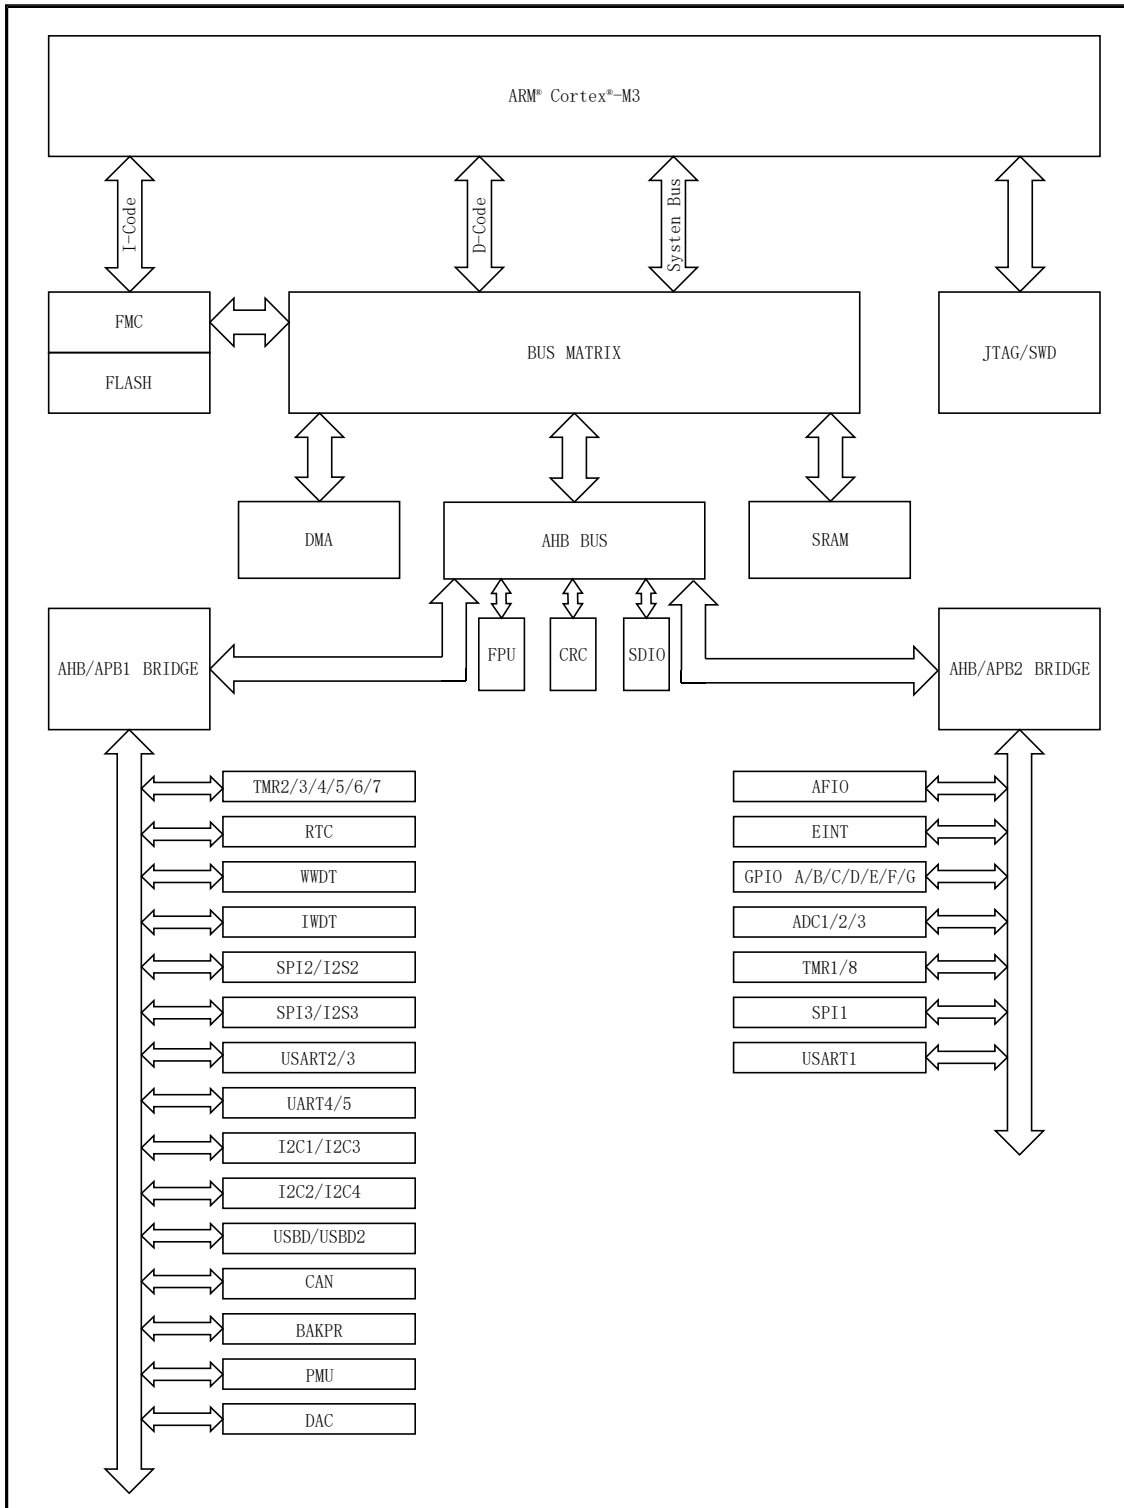 ARM® Cortex®-M3
I-Code
D-Code
Systen Bus
FMC
FLASH
BUS MATRIX
JTAG/SWD
DMA
AHB BUS
SRAM
AHB/APB1 BRIDGE
FPU
CRC
SDIO
AHB/APB2 BRIDGE
TMR2/3/4/5/6/7
RTC
WWDT
IWDT
SPI2/I2S2
SPI3/I2S3
USART2/3
UART4/5
I2C1/I2C3
I2C2/I2C4
USBD/USBD2
CAN
BAKPR
PMU
DAC
AFIO
EINT
GPIO A/B/C/D/E/F/G
ADC1/2/3
TMR1/8
SPI1
USART1